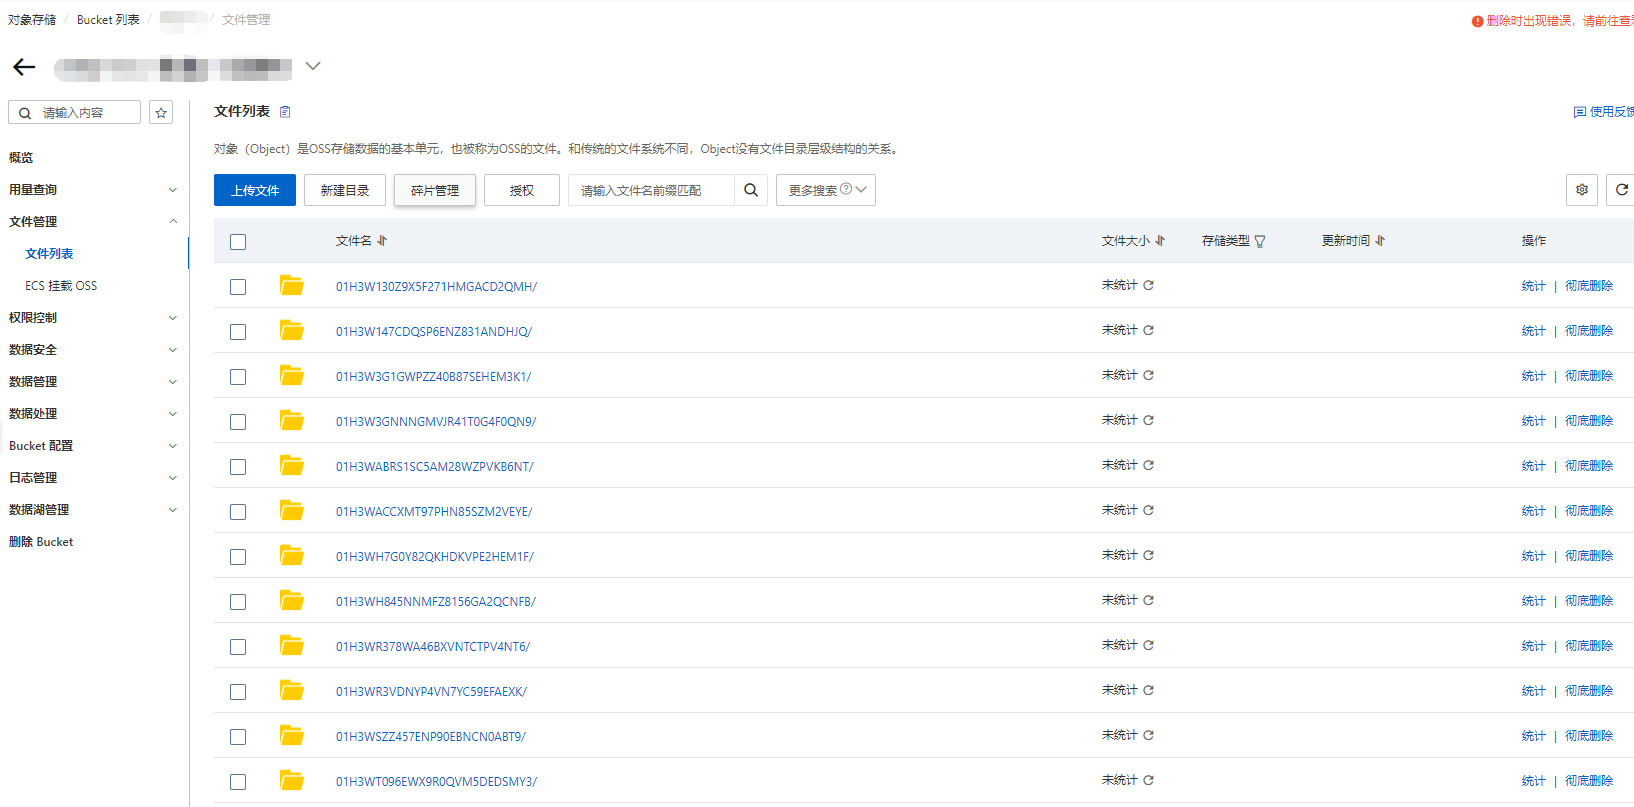 对象存储 / Bucket 列表 / / 文件管理
删除时出现错误，请前往查
请输入内容
概览
用量查询
文件管理
文件列表
ECS 挂载 OSS
权限控制
数据安全
数据管理
数据处理
Bucket 配置
日志管理
数据湖管理
删除 Bucket
文件列表
使用反馈
对象（Object）是OSS存储数据的基本单元，也被称为OSS的文件。和传统的文件系统不同，Object没有文件目录层级结构的关系。
上传文件 新建目录 碎片管理 授权 请输入文件名前缀匹配 更多搜索
文件名 文件大小 存储类型 更新时间 操作
01H3W130Z9X5F271HMGACD2QMH/ 未统计 统计 | 彻底删除
01H3W147CDQSP6ENZ831ANDHJQ/ 未统计 统计 | 彻底删除
01H3W3G1GWPZZ40B87SEHEM3K1/ 未统计 统计 | 彻底删除
01H3W3GNNNGMVJR41T0G4F0QN9/ 未统计 统计 | 彻底删除
01H3WABRS1SC5AM28WZPVKB6NT/ 未统计 统计 | 彻底删除
01H3WACCXMT97PHN85SZM2VEYE/ 未统计 统计 | 彻底删除
01H3WH7G0Y82QKHDKVPE2HEM1F/ 未统计 统计 | 彻底删除
01H3WH845NNMFZ8156GA2QCNFB/ 未统计 统计 | 彻底删除
01H3WR378WA46BXVNTCTPV4NT6/ 未统计 统计 | 彻底删除
01H3WR3VDNYP4VN7YC59EFAEXK/ 未统计 统计 | 彻底删除
01H3WSZZ457ENP90EBNCN0ABT9/ 未统计 统计 | 彻底删除
01H3WT096EWX9R0QVM5DEDSMY3/ 未统计 统计 | 彻底删除